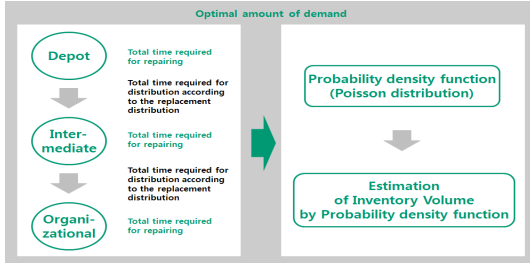 Optimal amount of demand
Depot
Total time required
for repairing
Total time required for
distribution according
to the replacement
distribution
Inter-
mediate
Total time required
for repairing
Total time required for
distribution according
to the replacement
distribution
Organi-
zational
Total time required
for repairing
Probability density function
(Poisson distribution)
Estimation
of Inventory Volume
by Probability density function